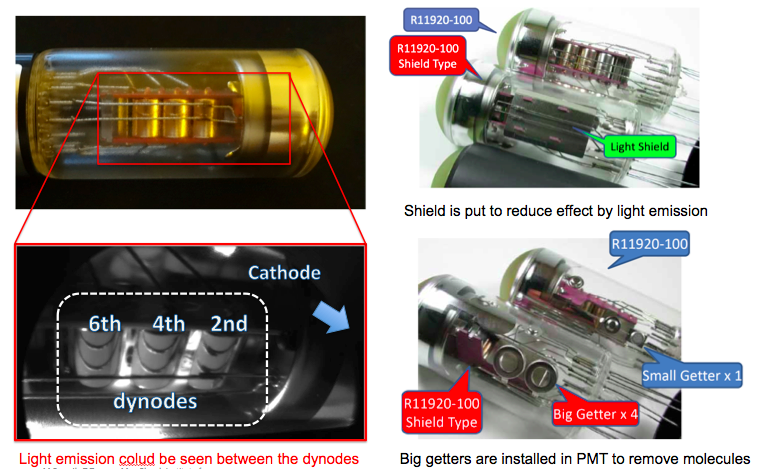 R11920-100
R11920-100
Shield Type
Light Shield
Shield is put to reduce effect by light emission
Cathode
6th 4th 2nd
dynodes
Light emission colud be seen between the dynodes
R11920-100
Small Getter x 1
R11920-100
Shield Type
Big Getter x 4
Big getters are installed in PMT to remove molecules